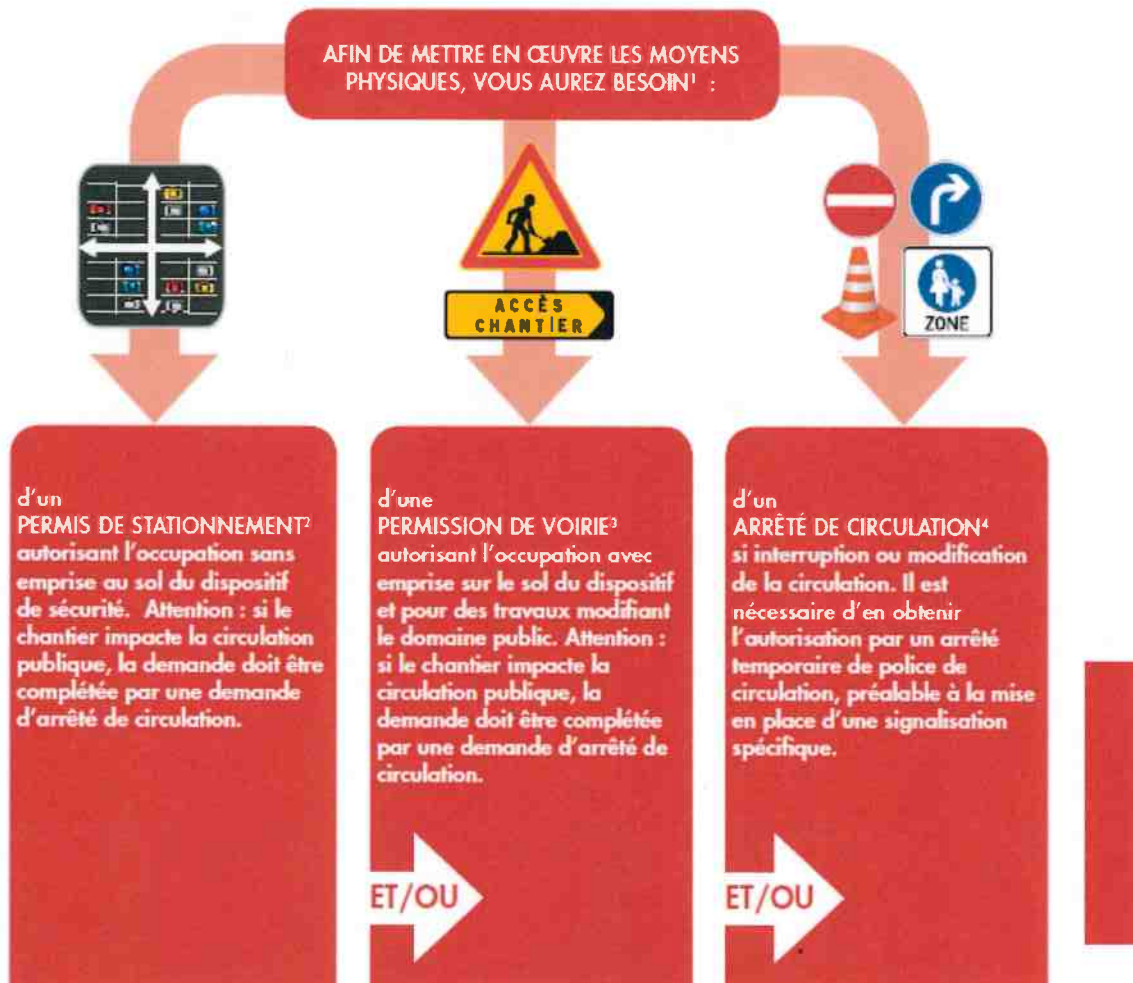 AFIN DE METTRE EN ŒUVRE LES MOYENS
PHYSIQUES, VOUS AUREZ BESOIN¹ :
ACCÈS
CHANTIER
ZONE
d'un
PERMIS DE STATIONNEMENT²
autorisant l'occupation sans
emprise au sol du dispositif
de sécurité. Attention : si le
chantier impacte la circulation
publique, la demande doit être
complétée par une demande
d'arrêté de circulation.
d'une
PERMISSION DE VOIRIE³
autorisant l'occupation avec
emprise sur le sol du dispositif
et pour des travaux modifiant
le domaine public. Attention :
si le chantier impacte la
circulation publique, la
demande doit être complétée
par une demande d'arrêté de
circulation.
ET/OU
d'un
ARRÊTÉ DE CIRCULATION⁴
si interruption ou modification
de la circulation. Il est
nécessaire d'en obtenir
l'autorisation par un arrêté
temporaire de police de
circulation, préalable à la mise
en place d'une signalisation
spécifique.
ET/OU